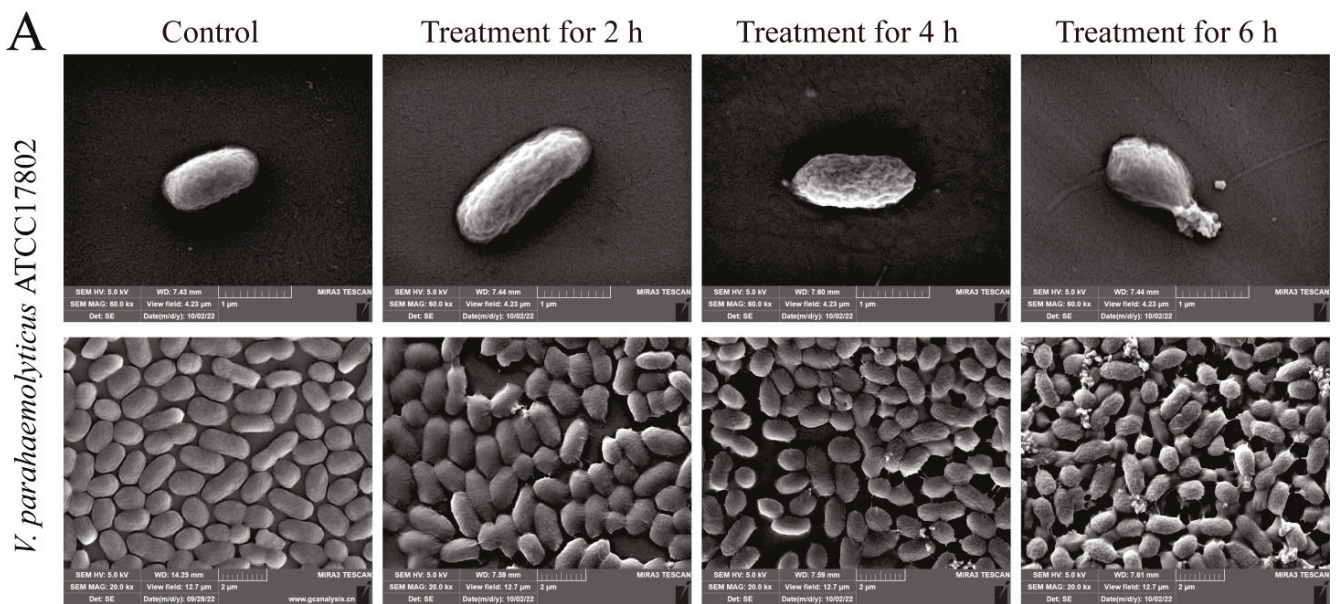 A
Control
Treatment for 2 h
Treatment for 4 h
Treatment for 6 h
V. parahaemolyticus ATCC17802
SEM HV: 5.0 kV WD: 7.43 mm MIRA3 TESCAN
SEM MAG: 60.0 kx View field: 4.23 µm 1 µm
Det: SE Date(m/d/y): 10/02/22
SEM HV: 5.0 kV WD: 7.44 mm MIRA3 TESCAN
SEM MAG: 60.0 kx View field: 4.23 µm 1 µm
Det: SE Date(m/d/y): 10/02/22
SEM HV: 5.0 kV WD: 7.60 mm MIRA3 TESCAN
SEM MAG: 60.0 kx View field: 4.23 µm 1 µm
Det: SE Date(m/d/y): 10/02/22
SEM HV: 5.0 kV WD: 7.44 mm MIRA3 TESCAN
SEM MAG: 60.0 kx View field: 4.23 µm 1 µm
Det: SE Date(m/d/y): 10/02/22
SEM HV: 5.0 kV WD: 14.25 mm MIRA3 TESCAN
SEM MAG: 20.0 kx View field: 12.7 µm 2 µm
Det: SE Date(m/d/y): 09/28/22 www.gcanalysis.cn
SEM HV: 5.0 kV WD: 7.59 mm MIRA3 TESCAN
SEM MAG: 20.0 kx View field: 12.7 µm 2 µm
Det: SE Date(m/d/y): 10/02/22
SEM HV: 5.0 kV WD: 7.59 mm MIRA3 TESCAN
SEM MAG: 20.0 kx View field: 12.7 µm 2 µm
Det: SE Date(m/d/y): 10/02/22
SEM HV: 5.0 kV WD: 7.61 mm MIRA3 TESCAN
SEM MAG: 20.0 kx View field: 12.7 µm 2 µm
Det: SE Date(m/d/y): 10/02/22